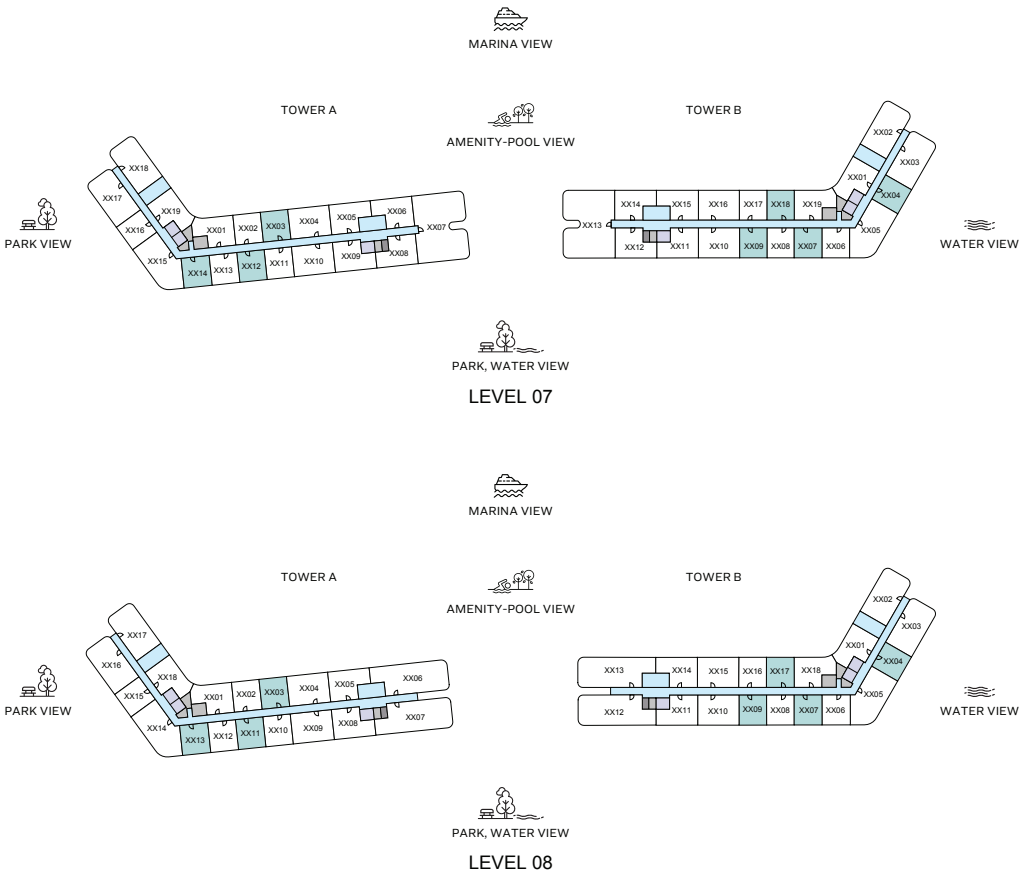 MARINA VIEW
TOWER A
TOWER B
AMENITY-POOL VIEW
PARK VIEW
WATER VIEW
XX18
XX17
XX19
XX16
XX15
XX01
XX02
XX03
XX04
XX05
XX06
XX07
XX14
XX13
XX12
XX11
XX10
XX09
XX08
XX02
XX03
XX01
XX04
XX14
XX15
XX16
XX17
XX18
XX19
XX05
XX13
XX12
XX11
XX10
XX09
XX08
XX07
XX06
PARK, WATER VIEW
LEVEL 07
MARINA VIEW
TOWER A
TOWER B
AMENITY-POOL VIEW
PARK VIEW
WATER VIEW
XX17
XX16
XX18
XX15
XX14
XX01
XX02
XX03
XX04
XX05
XX06
XX13
XX12
XX11
XX10
XX09
XX08
XX07
XX02
XX03
XX01
XX04
XX13
XX14
XX15
XX16
XX17
XX18
XX05
XX12
XX11
XX10
XX09
XX08
XX07
XX06
PARK, WATER VIEW
LEVEL 08